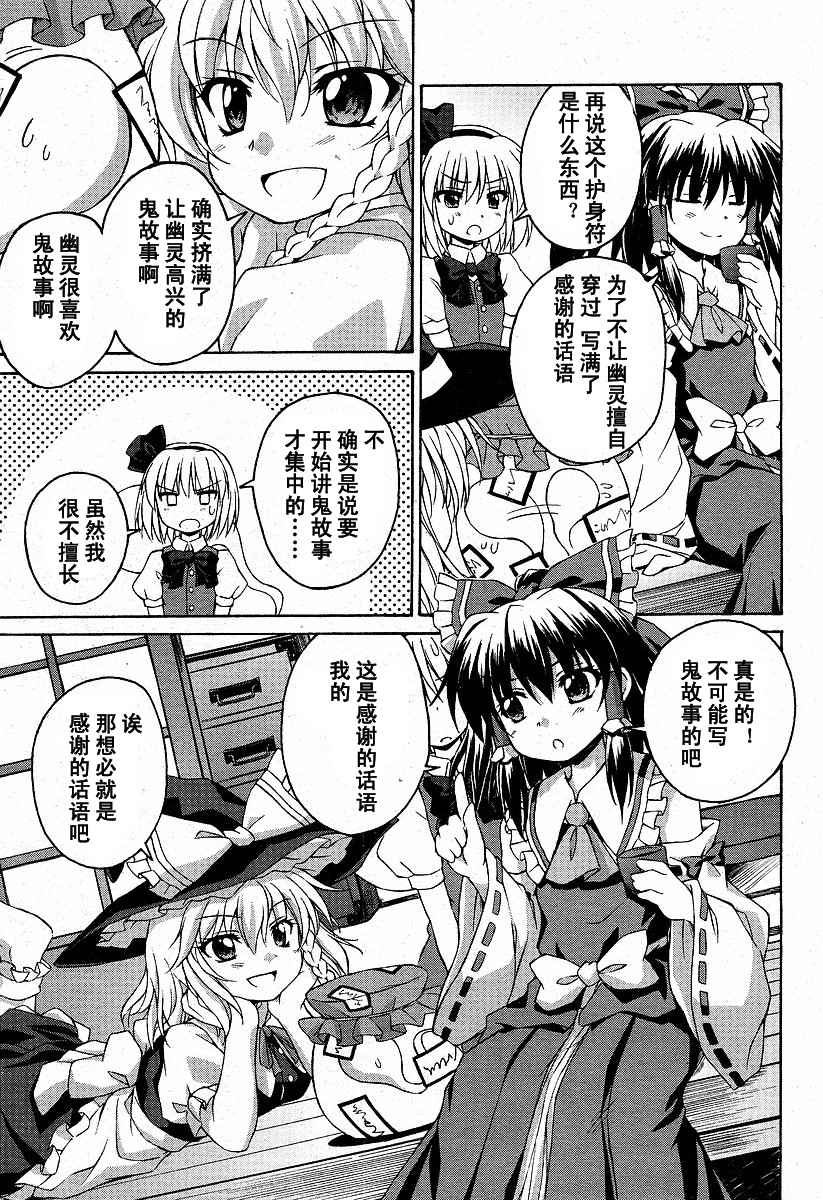 再说这个护身符
是什么东西?
为了不让幽灵擅自
穿过 写满了
感谢的话语
确实挤满了
让幽灵高兴的
鬼故事啊
幽灵很喜欢
鬼故事啊
不
确实是说要
开始讲鬼故事
才集中的……
虽然我
很不擅长
真是的!
不可能写
鬼故事的吧
这是感谢的话语
我的
诶
那想必就是
感谢的话语吧